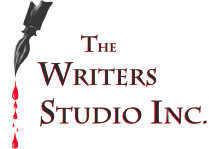 The
Writers
Studio Inc.